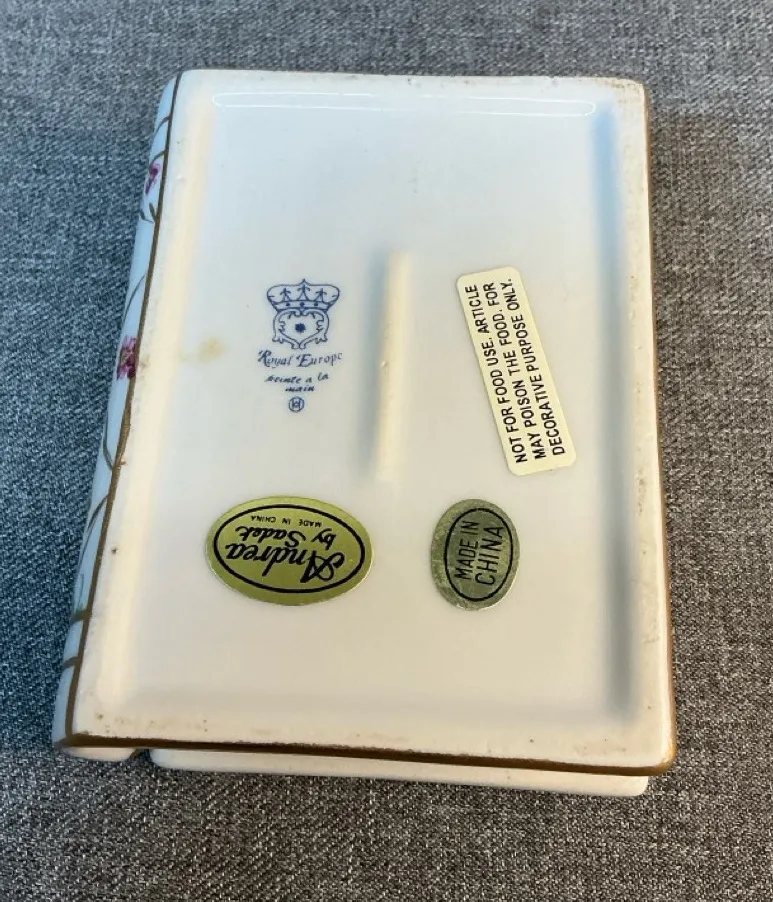 Royal Europe
peinte a la
main
NOT FOR FOOD USE. ARTICLE
MAY POISON THE FOOD. FOR
DECORATIVE PURPOSE ONLY.
Andrea
by Sadek
MADE IN CHINA
MADE IN
CHINA